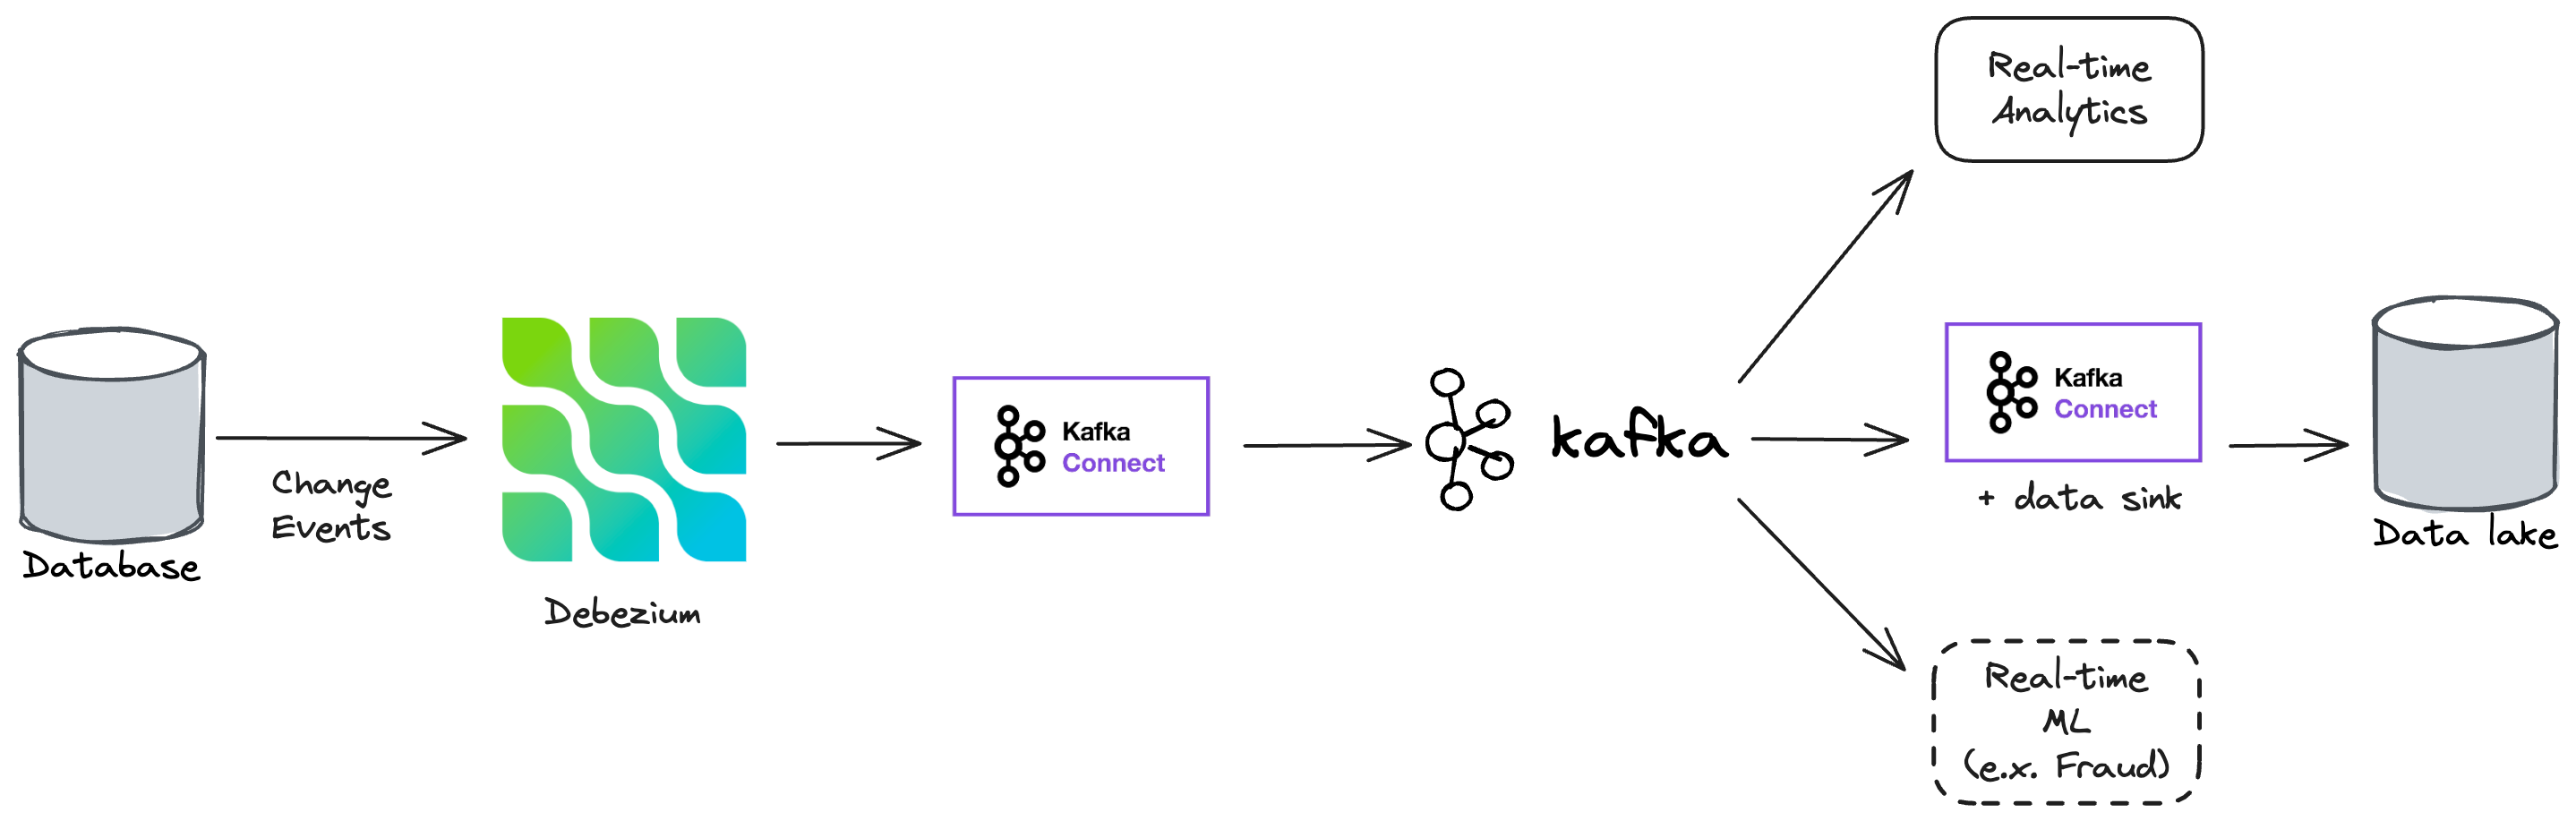 Database
Change
Events
Debezium
Kafka
Connect
kafka
Real-time
Analytics
Kafka
Connect
+ data sink
Data lake
Real-time
ML
(e.x. Fraud)